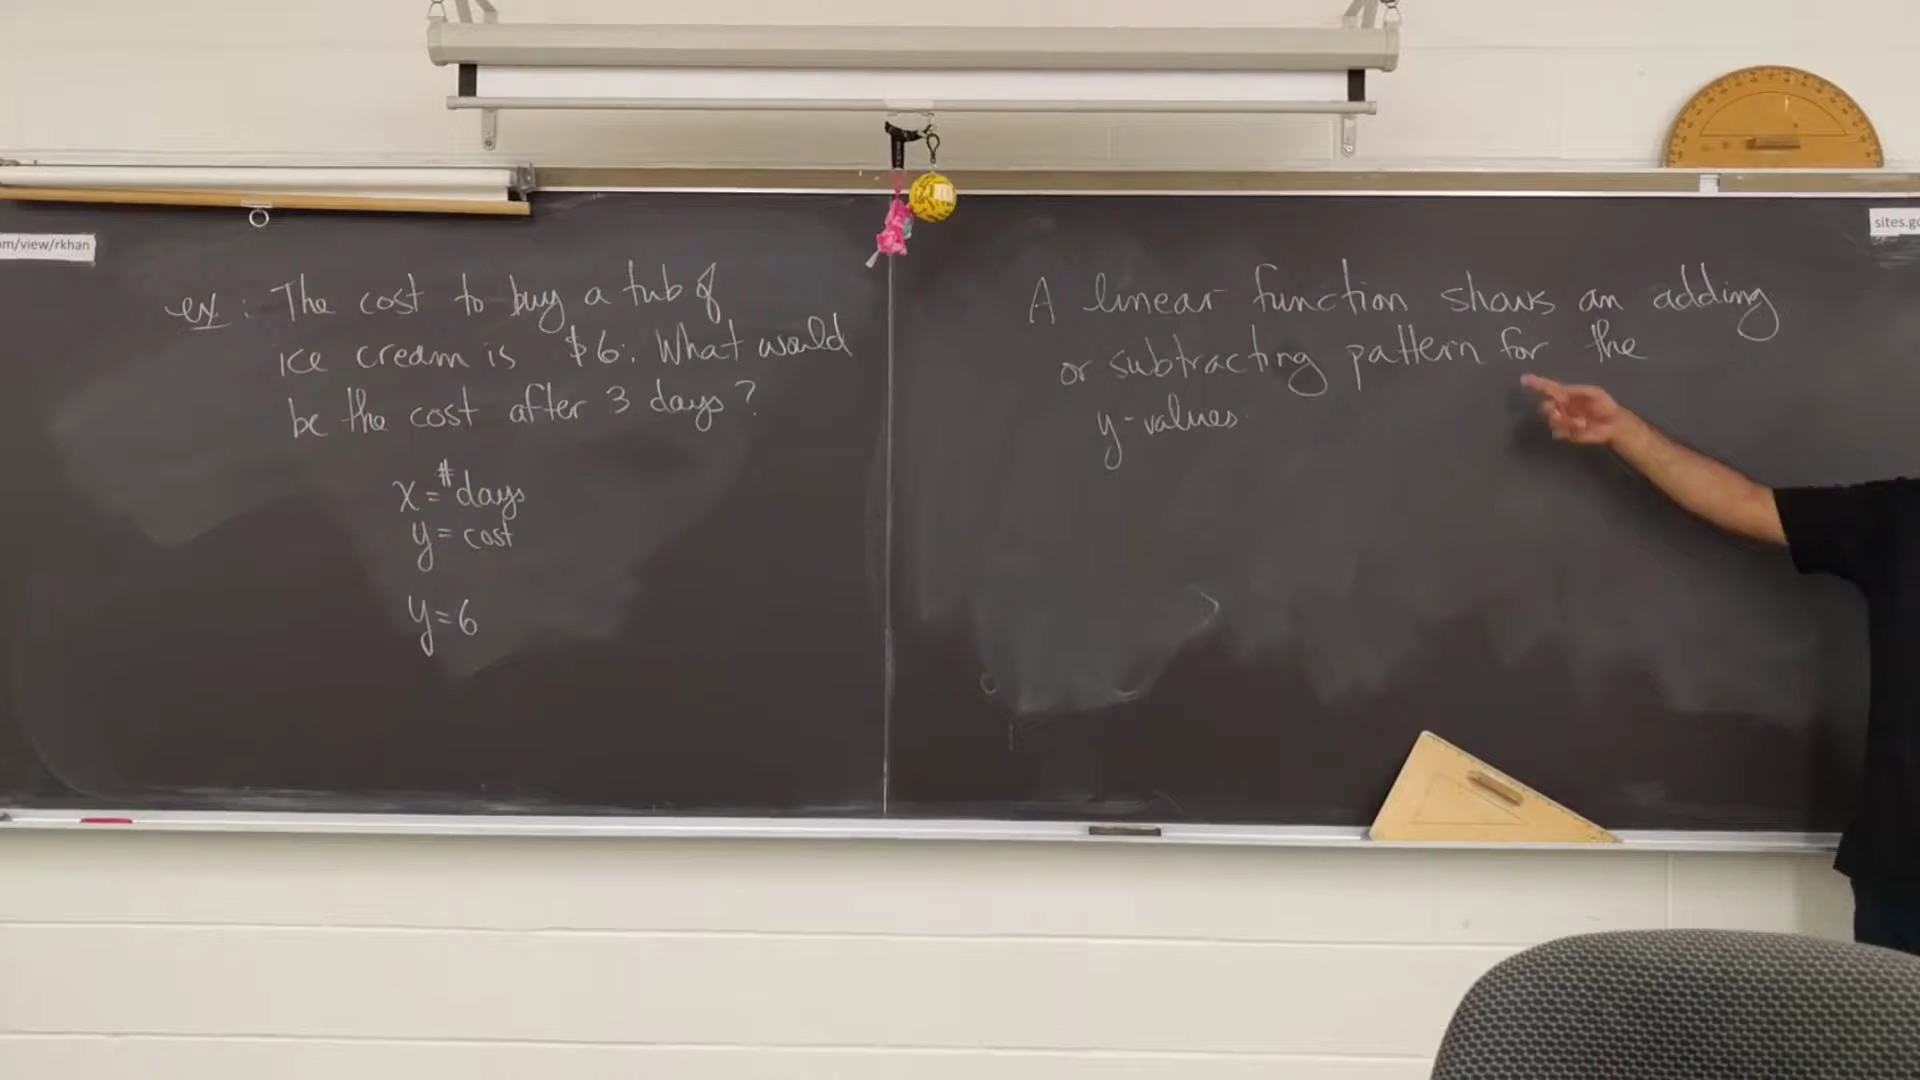 m/view/rkhan
sites.go
ex: The cost to buy a tub of
ice cream is $6. What would
be the cost after 3 days?
x = # days
y = cost
y = 6
A linear function shows an adding
or subtracting pattern for the
y-values.